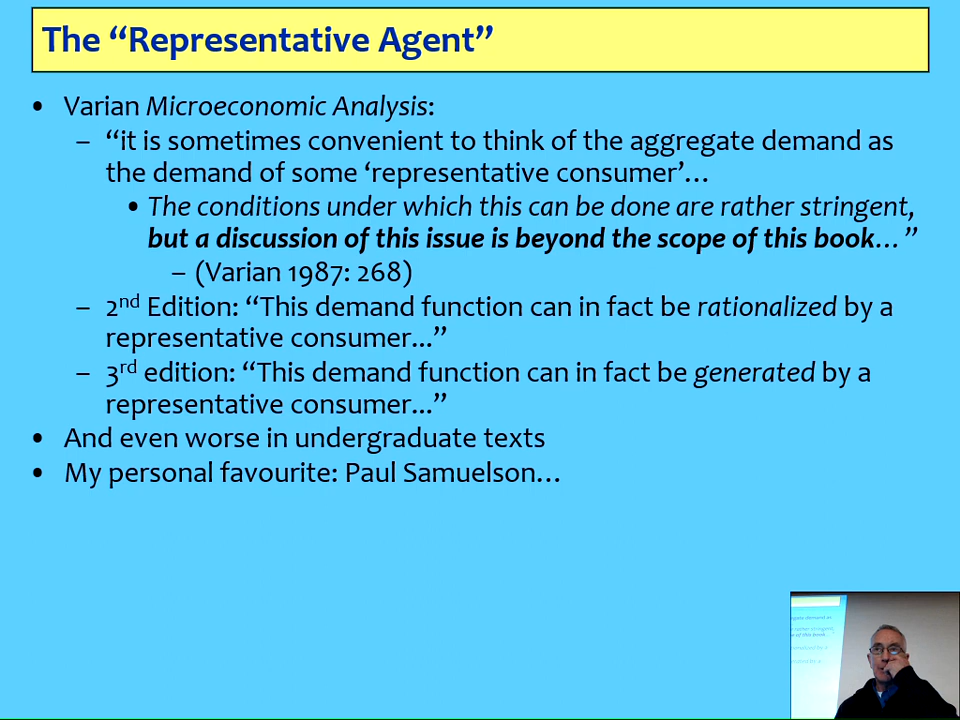 The “Representative Agent”
• Varian Microeconomic Analysis:
– “it is sometimes convenient to think of the aggregate demand as
the demand of some ‘representative consumer’…
• The conditions under which this can be done are rather stringent,
but a discussion of this issue is beyond the scope of this book…”
– (Varian 1987: 268)
– 2nd Edition: “This demand function can in fact be rationalized by a
representative consumer...”
– 3rd edition: “This demand function can in fact be generated by a
representative consumer...”
• And even worse in undergraduate texts
• My personal favourite: Paul Samuelson…